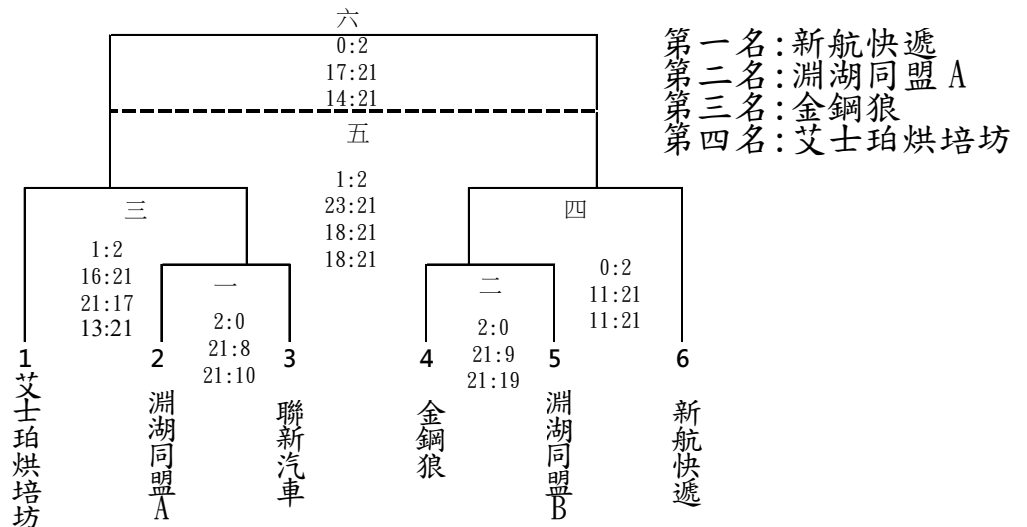 六
0:2
17:21
14:21
第一名:新航快遞
第二名:淵湖同盟A
第三名:金鋼狼
第四名:艾士珀烘培坊
五
1:2
23:21
18:21
18:21
三
1:2
16:21
21:17
13:21
四
0:2
11:21
11:21
一
2:0
21:8
21:10
二
2:0
21:9
21:19
1
2
3
4
5
6
艾士珀烘培坊
淵湖同盟A
聯新汽車
金鋼狼
淵湖同盟B
新航快遞